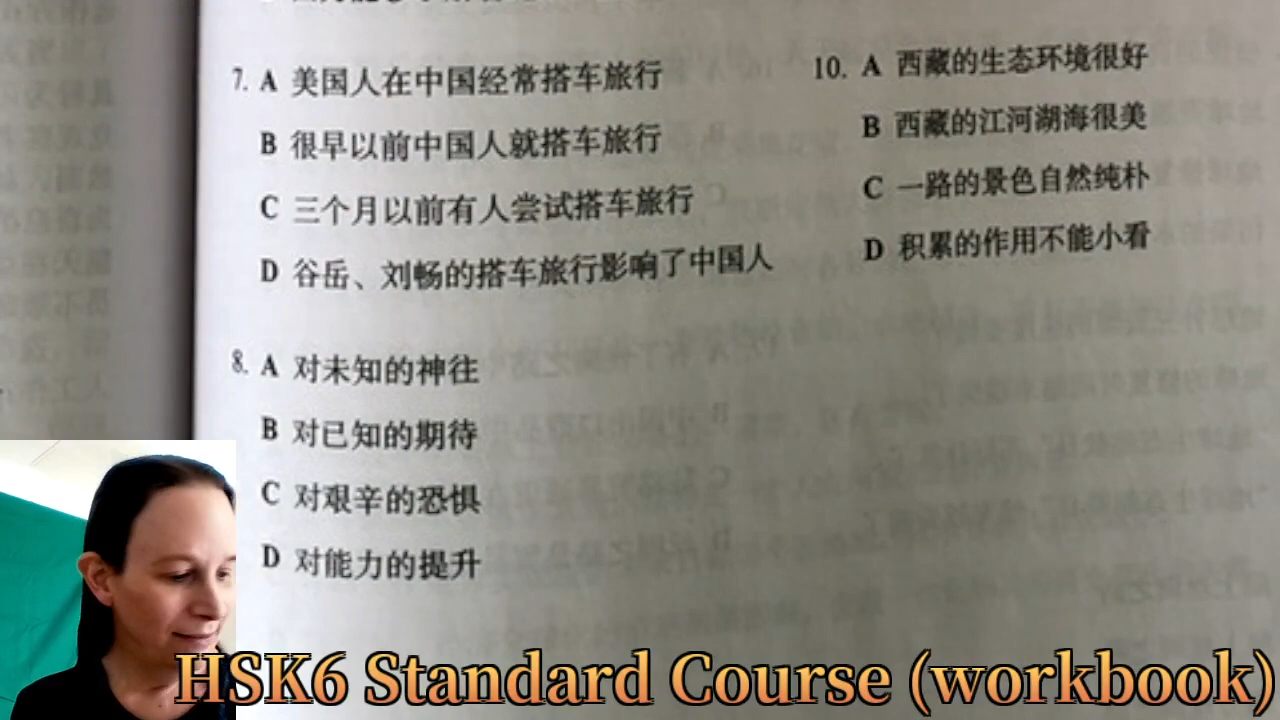 7. A 美国人在中国经常搭车旅行
B 很早以前中国人就搭车旅行
C 三个月以前有人尝试搭车旅行
D 谷岳、刘畅的搭车旅行影响了中国人
8. A 对未知的神往
B 对已知的期待
C 对艰辛的恐惧
D 对能力的提升
10. A 西藏的生态环境很好
B 西藏的江河湖海很美
C 一路的景色自然纯朴
D 积累的作用不能小看
HSK6 Standard Course (workbook)